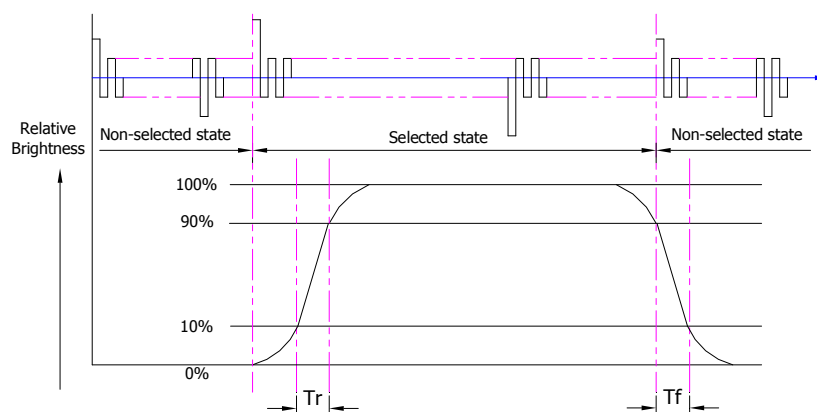 Relative
Brightness
Non-selected state
Selected state
Non-selected state
100%
90%
10%
0%
Tr
Tf